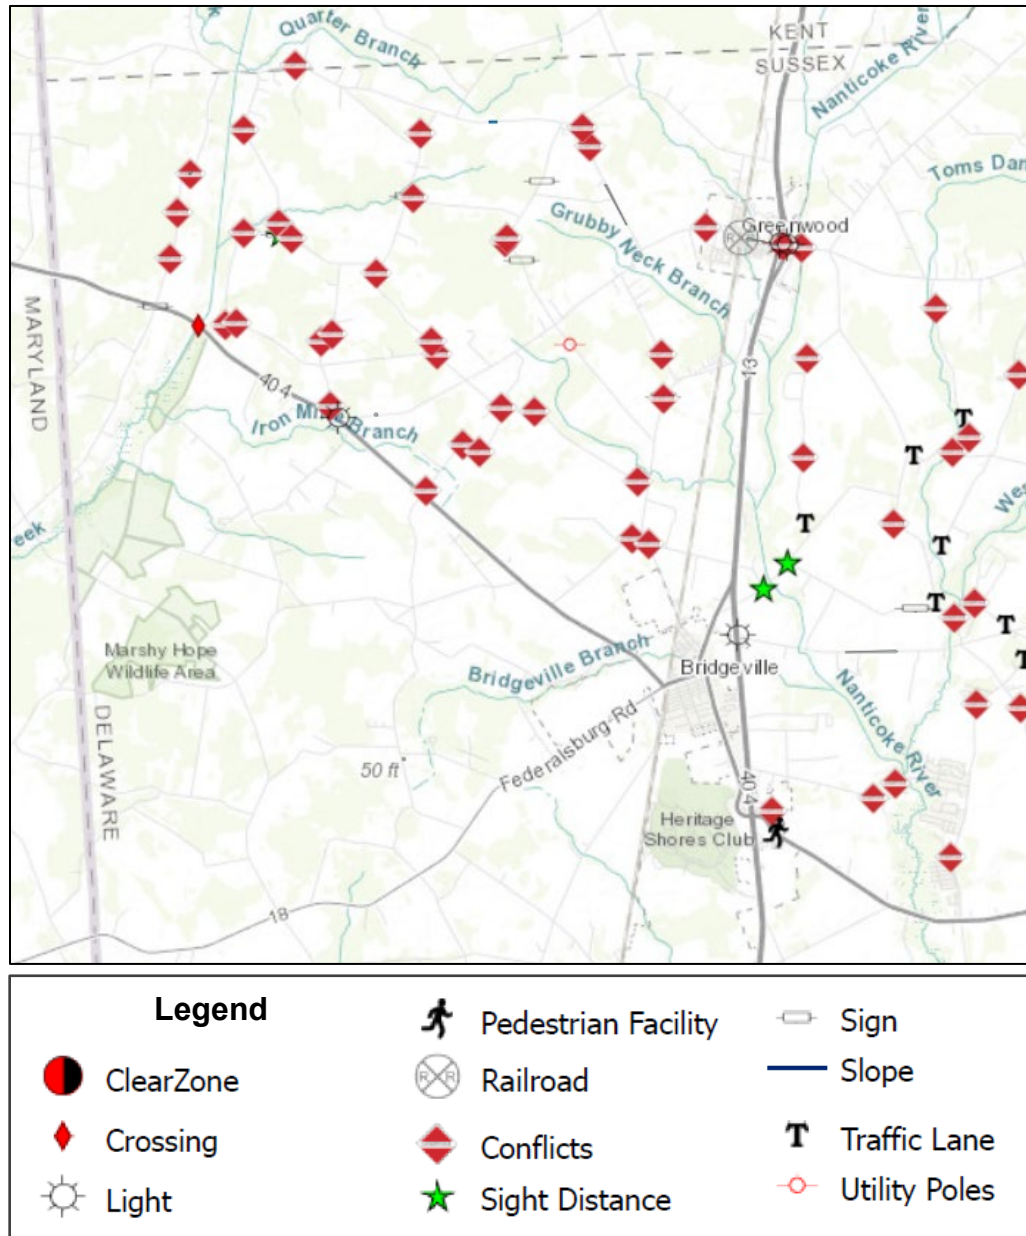 Quarter Branch
KENT
SUSSEX
Nanticoke River
Toms Dam
Grubby Neck Branch
Greenwood
R R
MARYLAND
13
404
Iron Mine Branch
T
T
Wes
eek
T
T
T
T
T
Marshy Hope
Wildlife Area
Bridgeville Branch
Bridgeville
Nanticoke River
DELAWARE
Federalsburg Rd
50 ft
404
Heritage
Shores Club
18
Legend
ClearZone
Crossing
Light
Pedestrian Facility
R R
Railroad
Conflicts
Sight Distance
Sign
Slope
T
Traffic Lane
Utility Poles